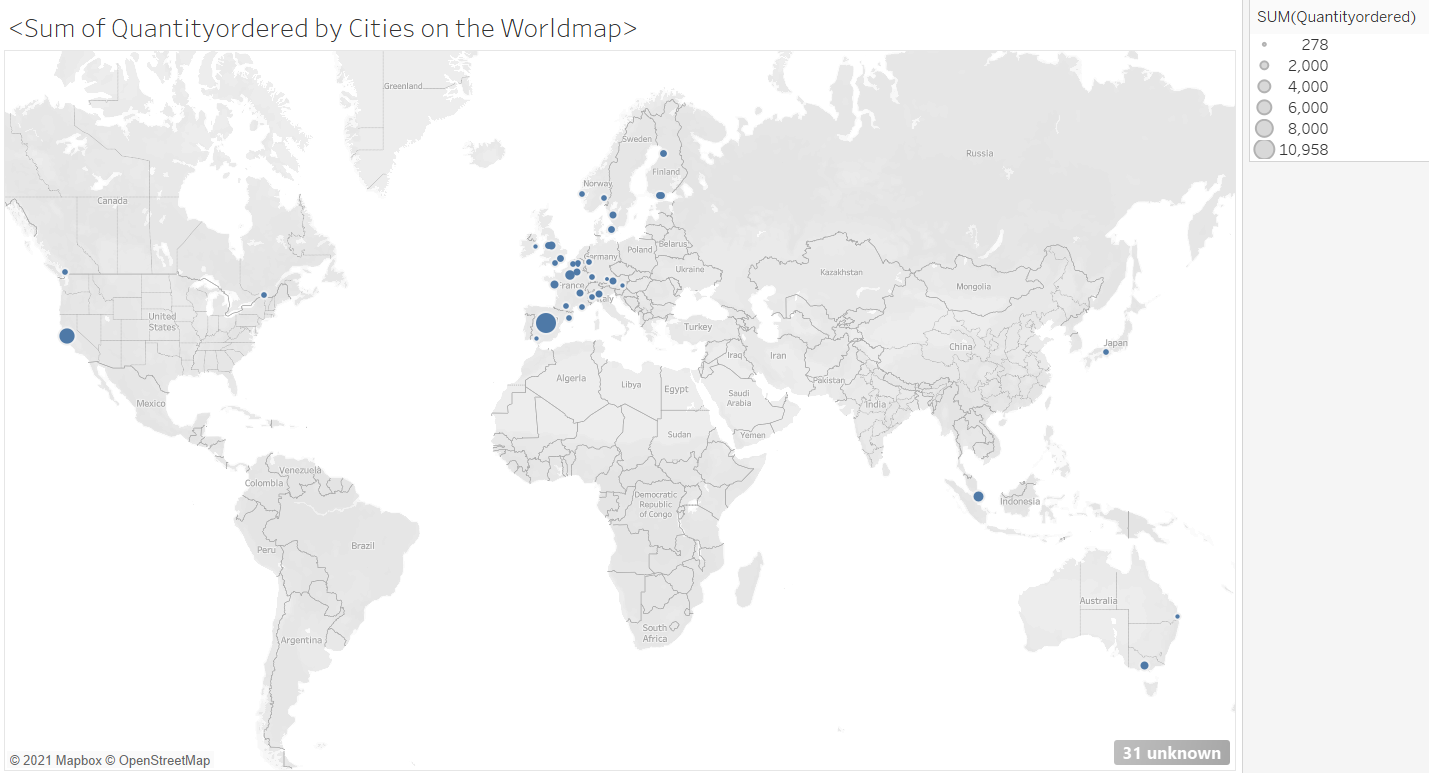 <Sum of Quantityordered by Cities on the Worldmap>
SUM(Quantityordered)
278
2,000
4,000
6,000
8,000
10,958
Greenland
Sweden
Russia
Finland
Norway
Canada
Poland
Belarus
Germany
Ukraine
Kazakhstan
France
Mongolia
Italy
United
States
Turkey
China
Japan
Iraq
Iran
Algeria
Libya
Egypt
Pakistan
Saudi
Arabia
Mexico
India
Sudan
Yemen
Venezuela
Colombia
Democratic
Republic
of Congo
Indonesia
Brazil
Peru
Australia
South
Africa
Argentina
31 unknown
© 2021 Mapbox © OpenStreetMap